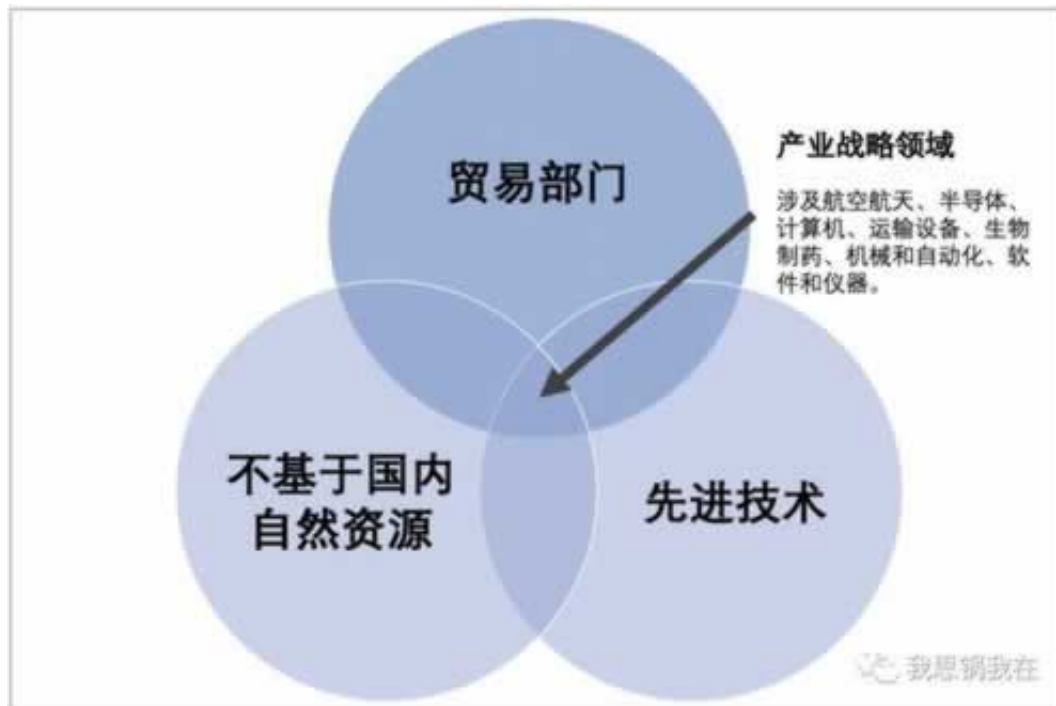 贸易部门
产业战略领域
涉及航空航天、半导体、
计算机、运输设备、生物
制药、机械和自动化、软
件和仪器。
不基于国内
自然资源
先进技术
我思锅我在